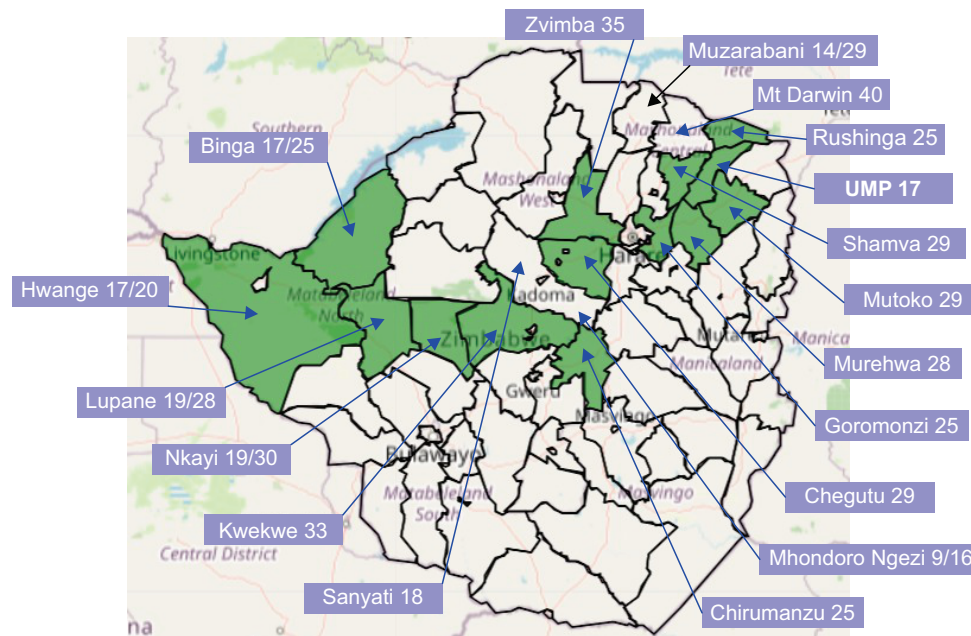 Zvimba 35
Muzarabani 14/29
Tete
Mt Darwin 40
Southern
Mashonaland
Central
Rushinga 25
Binga 17/25
Mashonaland
West
UMP 17
Livingstone
Harare
Shamva 29
Hwange 17/20
Matabeleland
North
Kadoma
Mutoko 29
Zimbabwe
Mutare
Manica
Manicaland
Murehwa 28
Lupane 19/28
Gweru
Masvingo
Goromonzi 25
Nkayi 19/30
Bulawayo
Matabeleland
South
Masvingo
Chegutu 29
Kwekwe 33
Central District
Mhondoro Ngezi 9/16
Sanyati 18
Chirumanzu 25
na